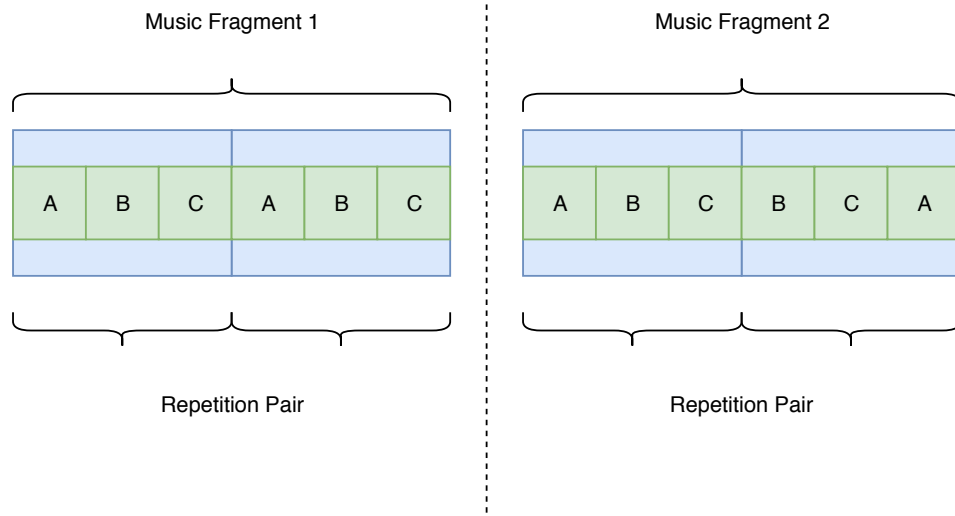 Music Fragment 1
A B C A B C
Repetition Pair
Music Fragment 2
A B C B C A
Repetition Pair